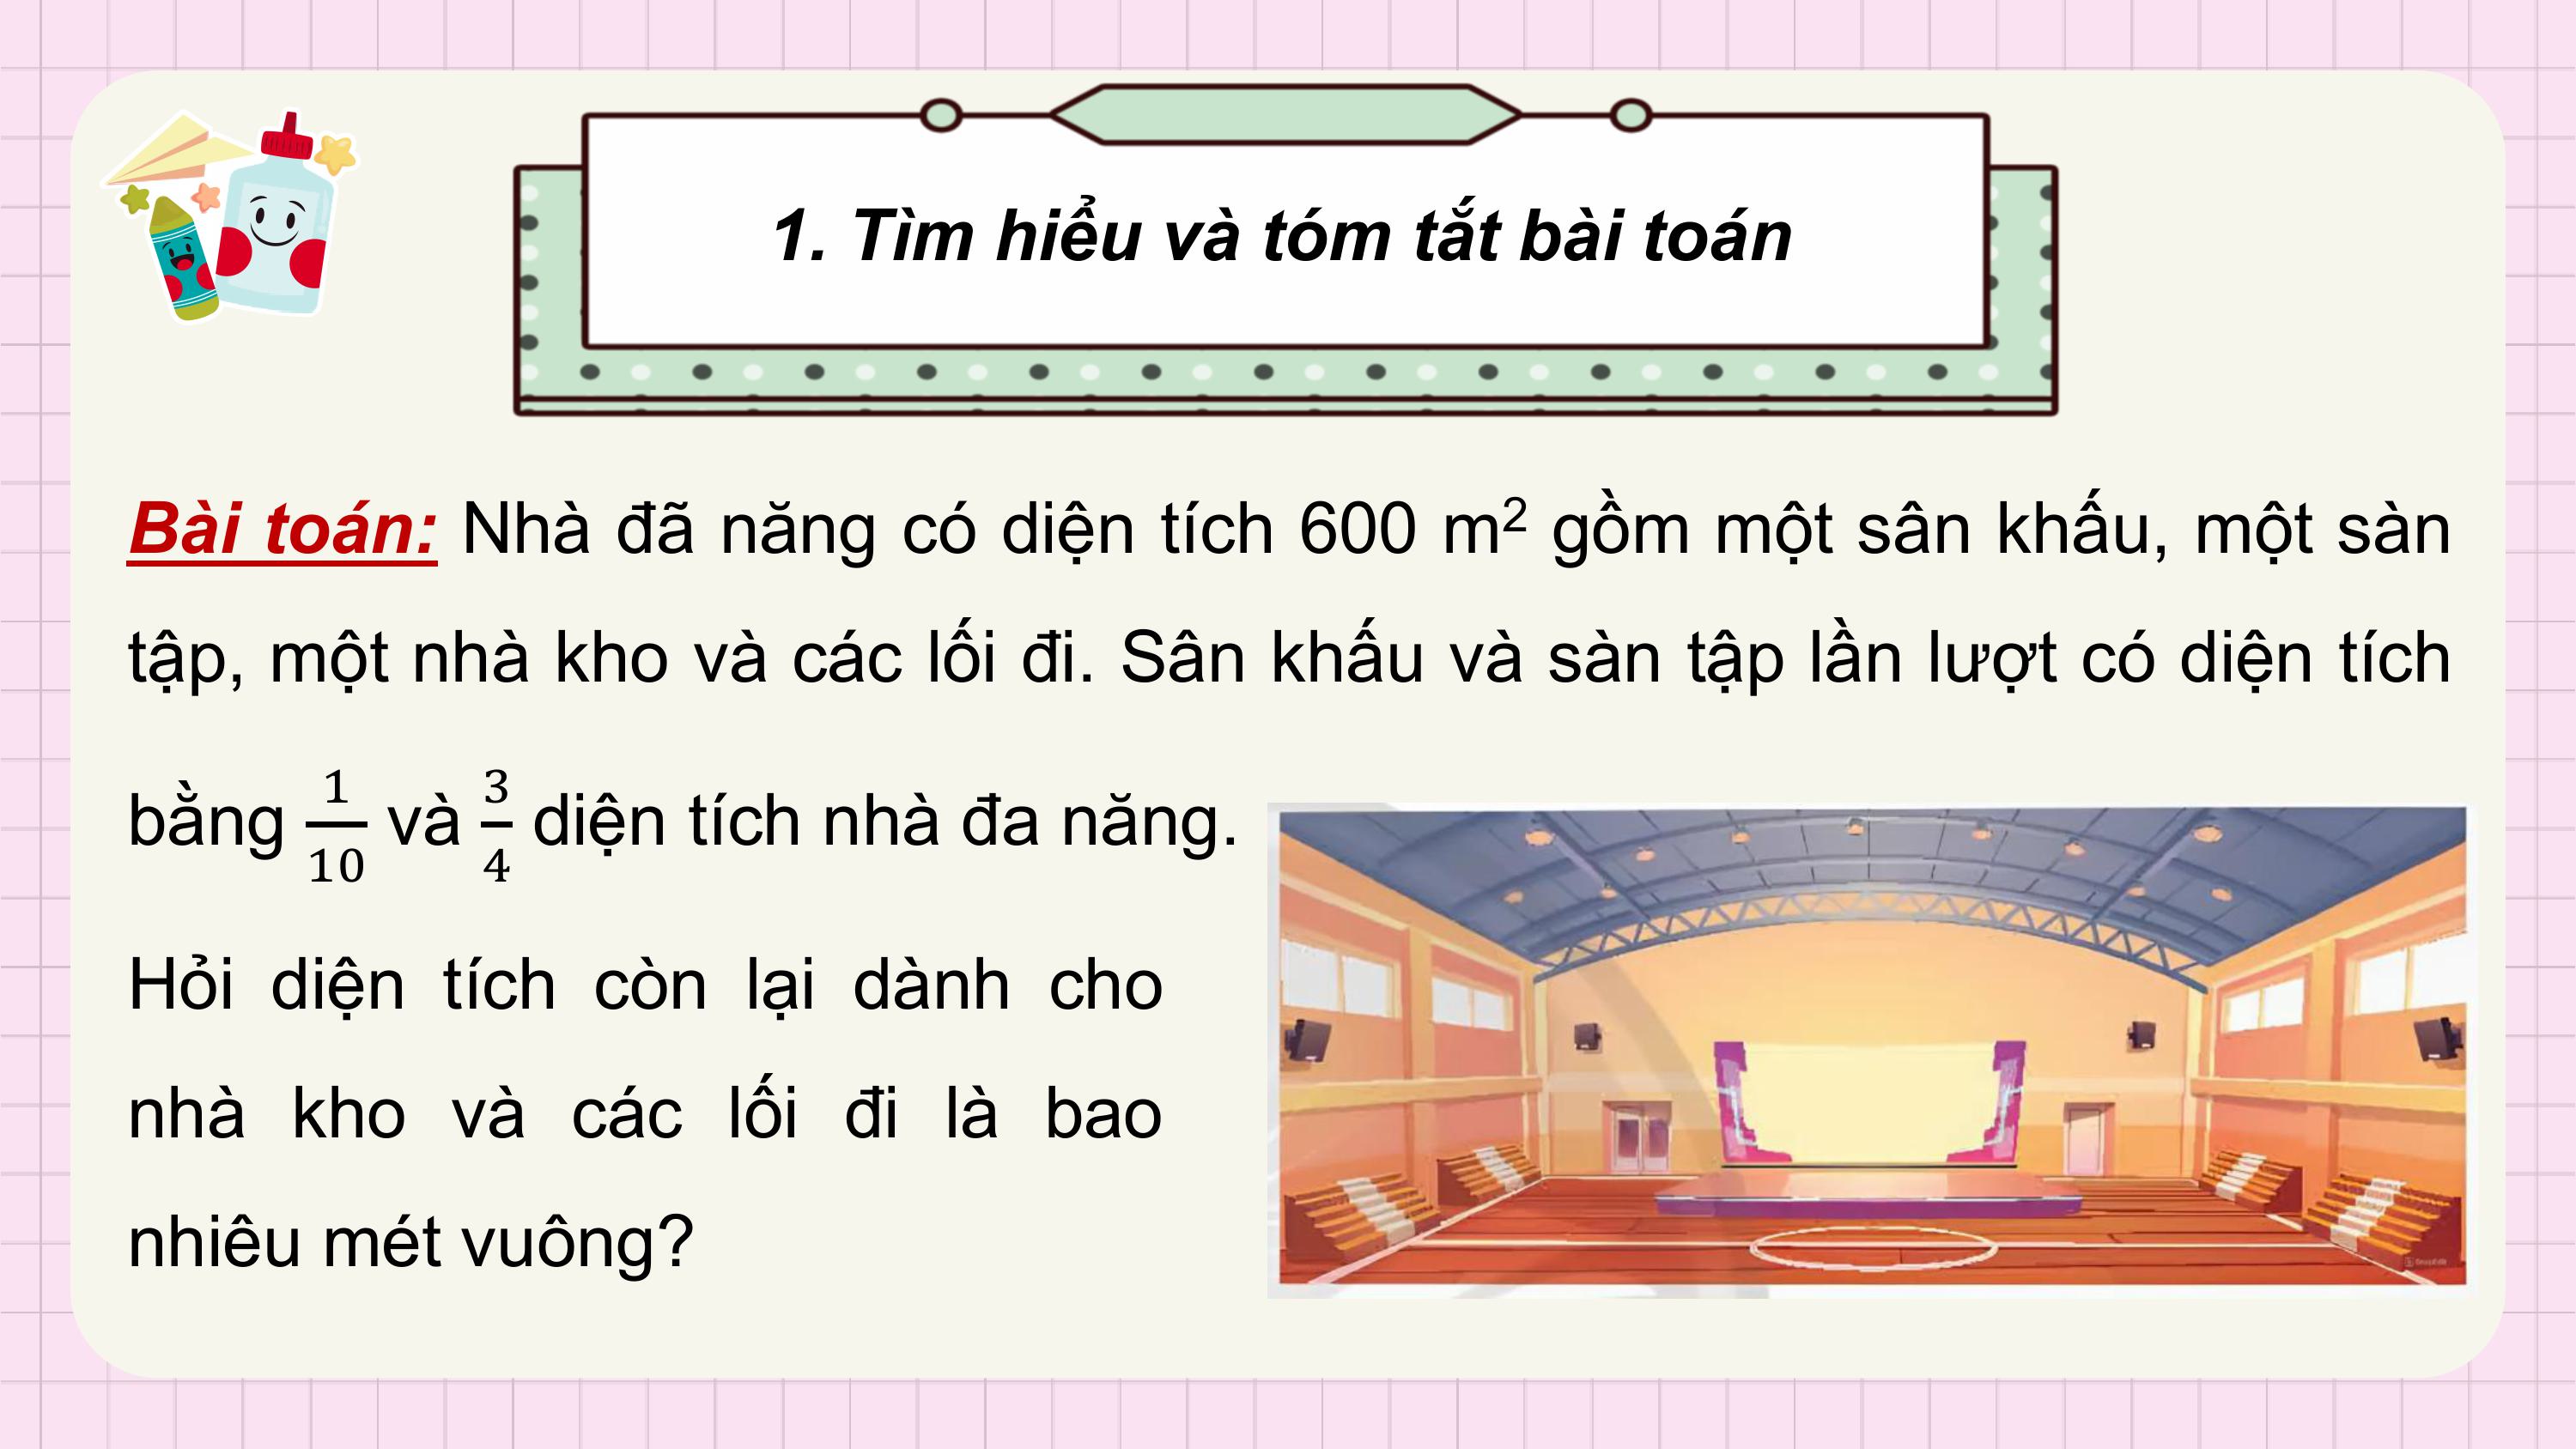 1. Tìm hiểu và tóm tắt bài toán
Bài toán: Nhà đã năng có diện tích 600 m² gồm một sân khấu, một sàn
tập, một nhà kho và các lối đi. Sân khấu và sàn tập lần lượt có diện tích
bằng 1/10 và 3/4 diện tích nhà đa năng.
Hỏi diện tích còn lại dành cho
nhà kho và các lối đi là bao
nhiêu mét vuông?